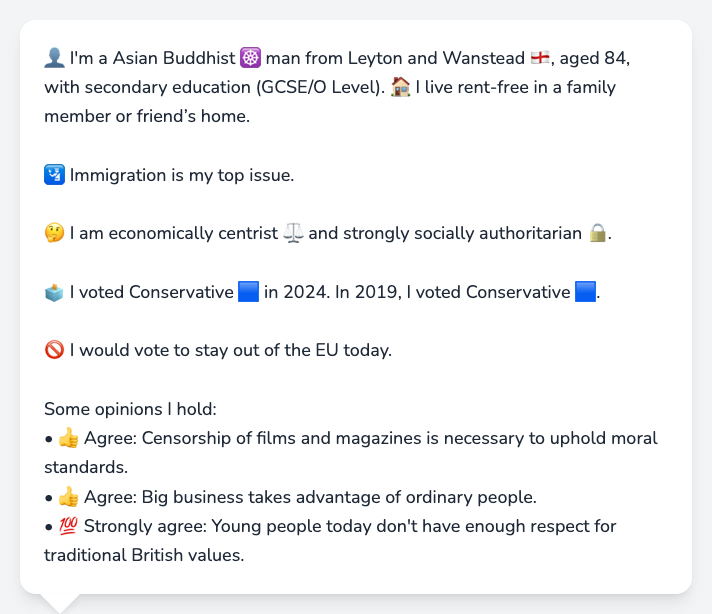 👤 I'm a Asian Buddhist ☸️ man from Leyton and Wanstead 🏴󠁧󠁢󠁥󠁮󠁧󠁿, aged 84,
with secondary education (GCSE/O Level). 🏠 I live rent-free in a family
member or friend’s home.
🛂 Immigration is my top issue.
🤔 I am economically centrist ⚖️ and strongly socially authoritarian 🔒.
🗳️ I voted Conservative 🟦 in 2024. In 2019, I voted Conservative 🟦.
🚫 I would vote to stay out of the EU today.
Some opinions I hold:
• 👍 Agree: Censorship of films and magazines is necessary to uphold moral
standards.
• 👍 Agree: Big business takes advantage of ordinary people.
• 💯 Strongly agree: Young people today don't have enough respect for
traditional British values.